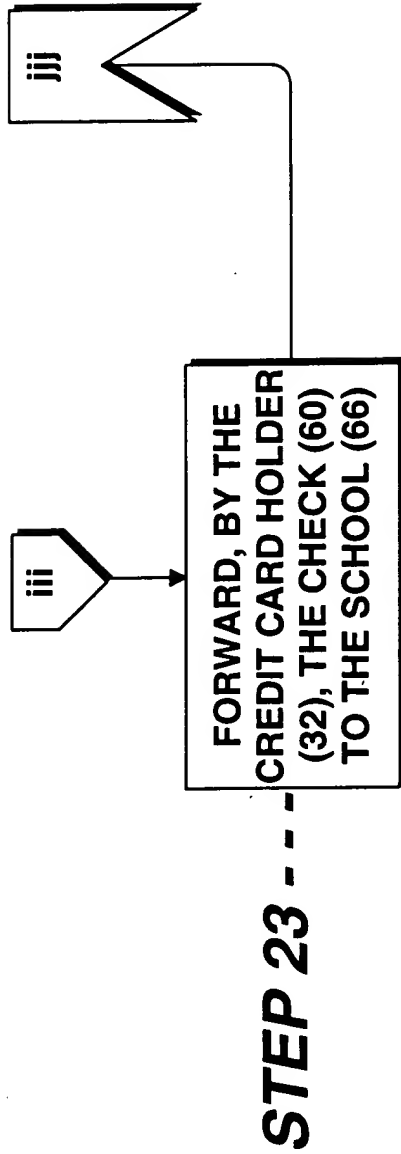 iii
jjj
STEP 23
FORWARD, BY THE
CREDIT CARD HOLDER
(32), THE CHECK (60)
TO THE SCHOOL (66)